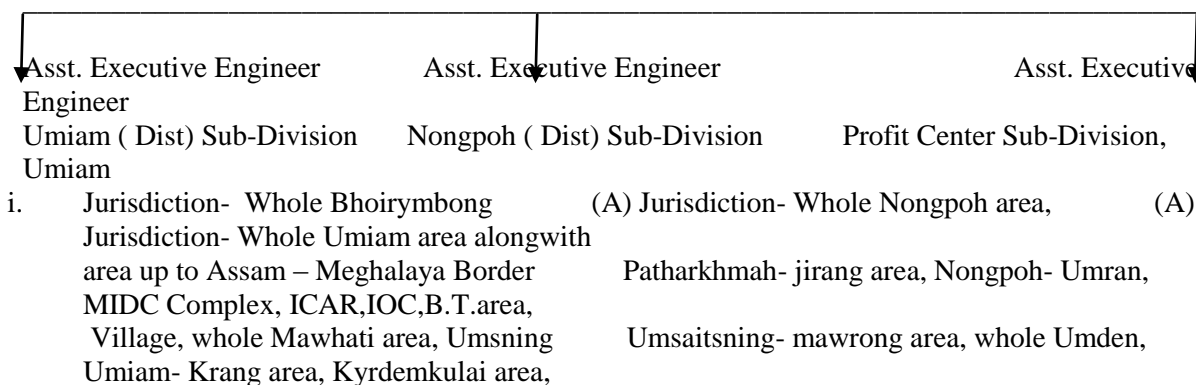 Asst. Executive Engineer Asst. Executive Engineer Asst. Executive
Engineer
Umiam ( Dist) Sub-Division Nongpoh ( Dist) Sub-Division Profit Center Sub-Division,
Umiam
i. Jurisdiction- Whole Bhoirymbong (A) Jurisdiction- Whole Nongpoh area, (A)
Jurisdiction- Whole Umiam area alongwith
area up to Assam – Meghalaya Border Patharkhmah- jirang area, Nongpoh- Umran,
MIDC Complex, ICAR,IOC,B.T.area,
Village, whole Mawhati area, Umsning Umsaitsning- mawrong area, whole Umden,
Umiam- Krang area, Kyrdemkulai area,